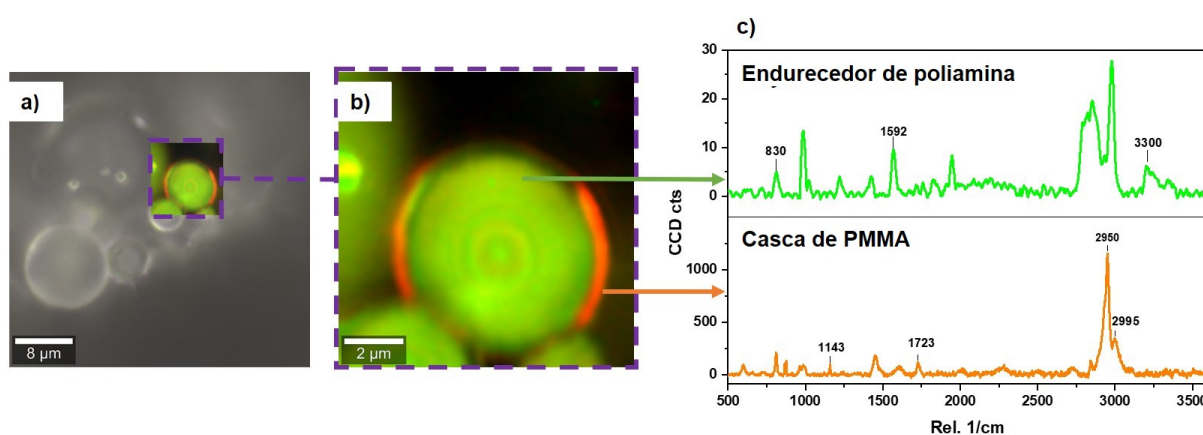 a)
8 µm
b)
2 µm
c)
Endurecedor de poliamina
30
20
10
0
830
1592
3300
CCD cts
Casca de PMMA
1000
500
0
1143
1723
2950
2995
500
1000
1500
2000
2500
3000
3500
Rel. 1/cm